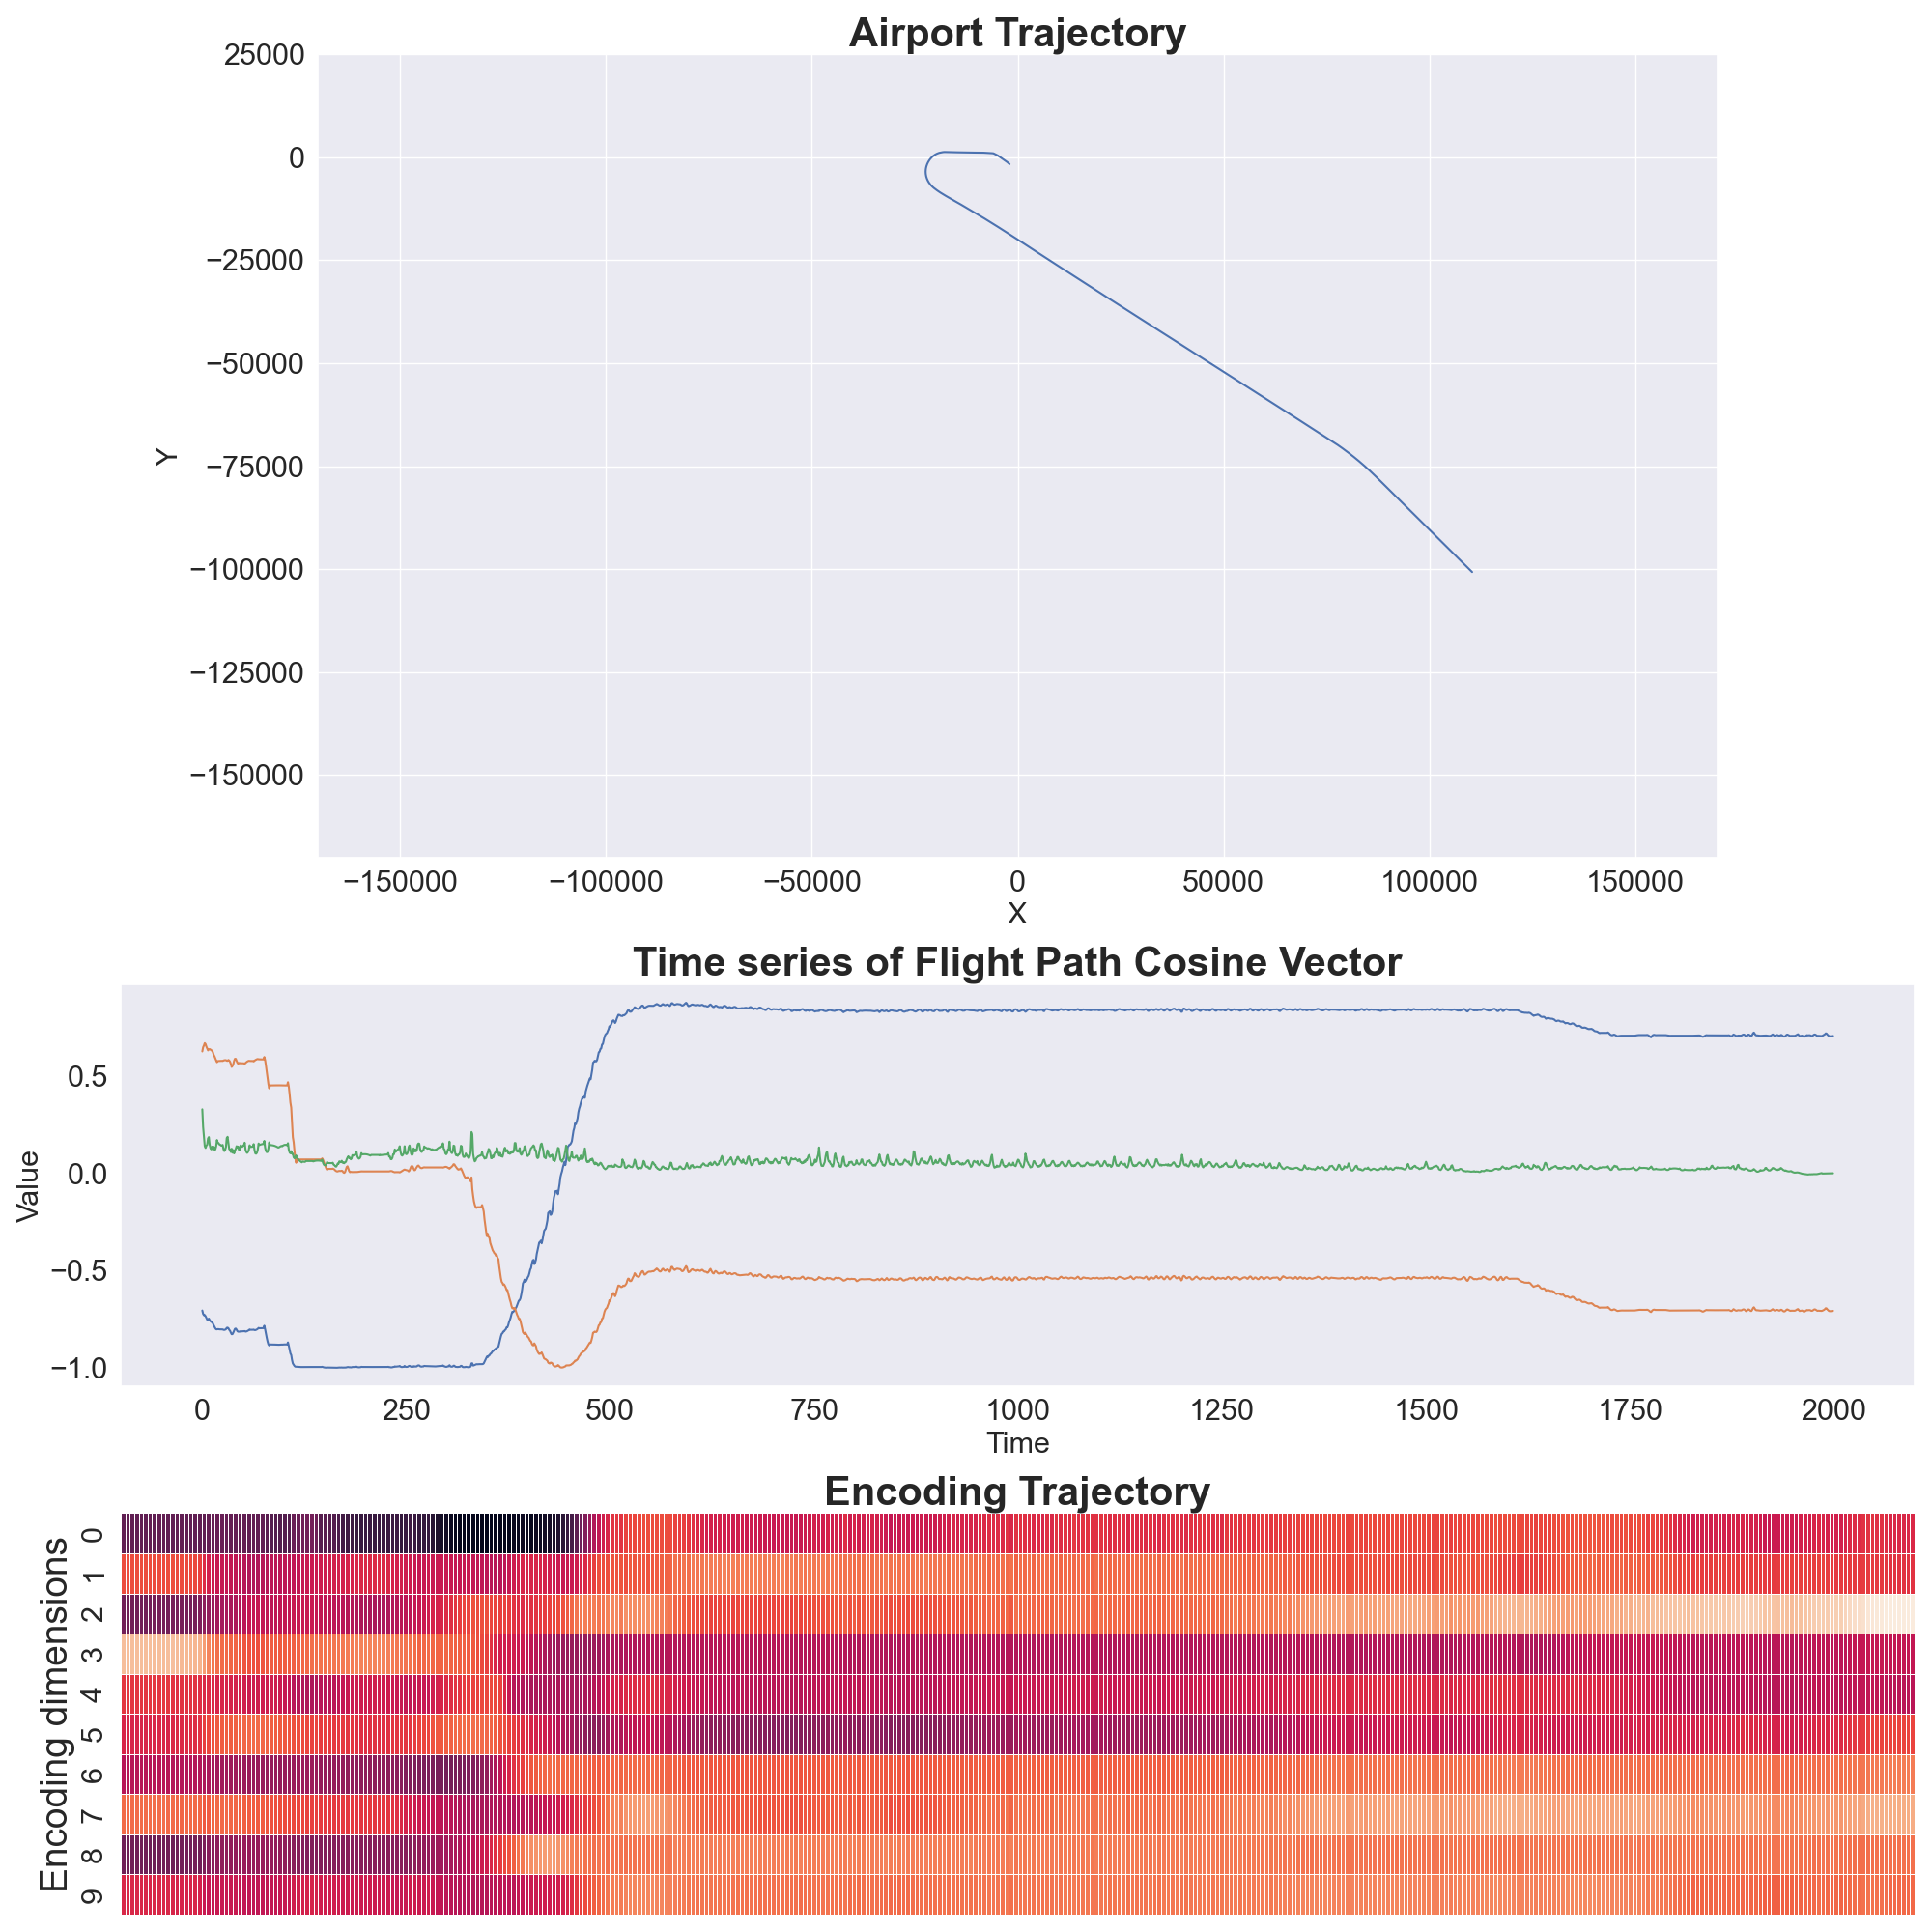 Airport Trajectory
25000
0
−25000
−50000
−75000
−100000
−125000
−150000
Y
−150000 −100000 −50000 0 50000 100000 150000
X
Time series of Flight Path Cosine Vector
0.5
0.0
−0.5
−1.0
Value
0 250 500 750 1000 1250 1500 1750 2000
Time
Encoding Trajectory
Encoding dimensions
0
1
2
3
4
5
6
7
8
9